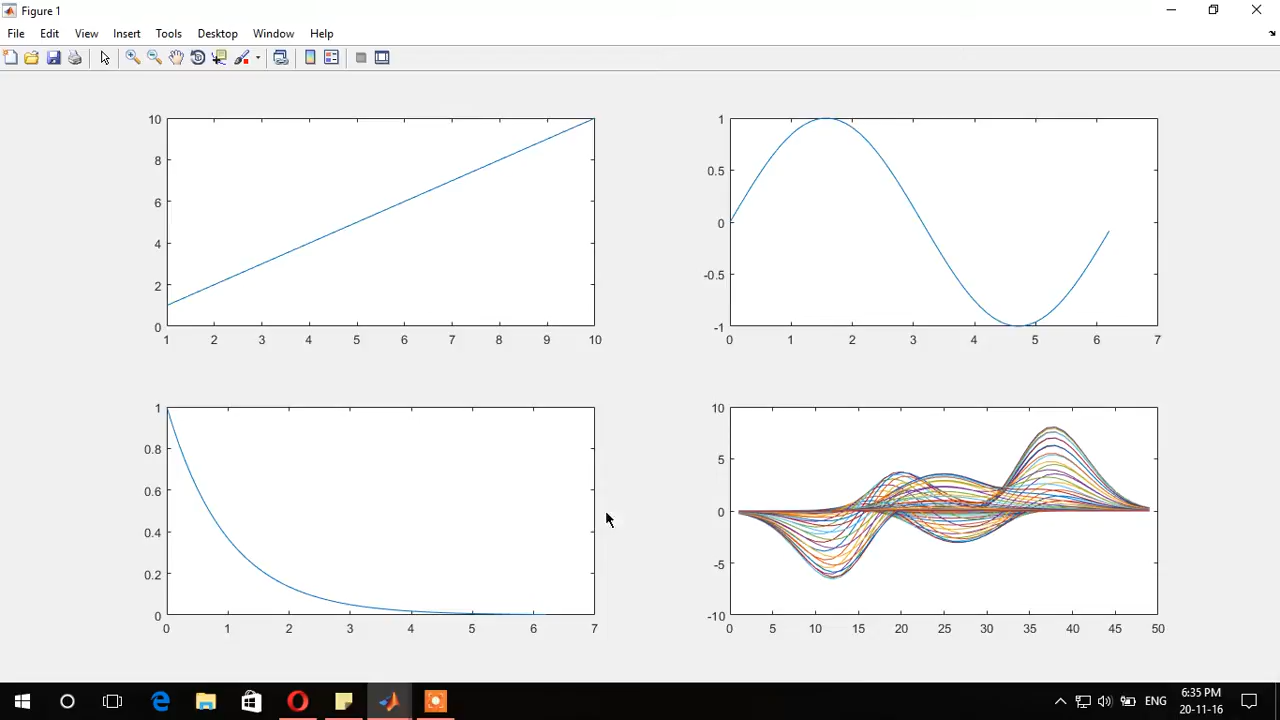 Figure 1
File Edit View Insert Tools Desktop Window Help
10
8
6
4
2
0
1 2 3 4 5 6 7 8 9 10
1
0.5
0
-0.5
-1
0 1 2 3 4 5 6 7
1
0.8
0.6
0.4
0.2
0
0 1 2 3 4 5 6 7
10
5
0
-5
-10
0 5 10 15 20 25 30 35 40 45 50
ENG
6:35 PM
20-11-16